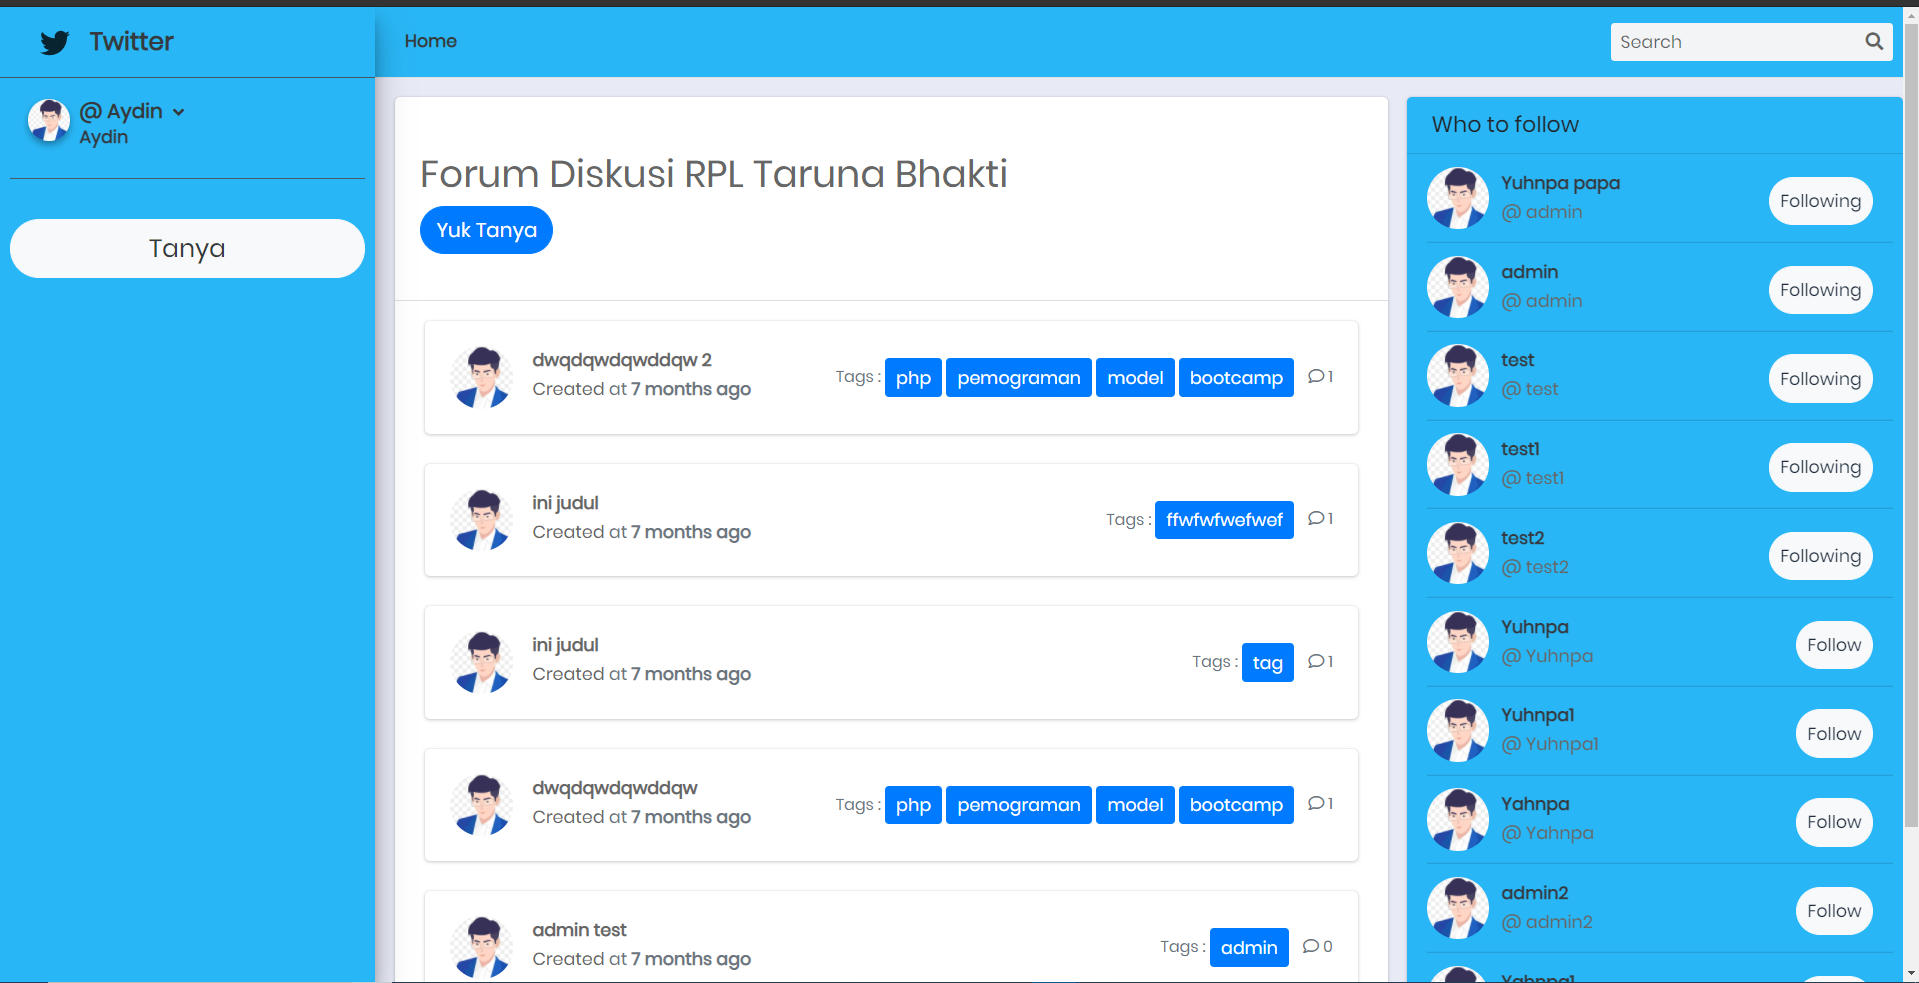 Twitter
Home
Search
@ Aydin
Aydin
Tanya
Forum Diskusi RPL Taruna Bhakti
Yuk Tanya
dwqdqwdqwddqw 2
Created at 7 months ago
Tags : php pemograman model bootcamp 1
ini judul
Created at 7 months ago
Tags : ffwfwfwefwef 1
ini judul
Created at 7 months ago
Tags : tag 1
dwqdqwdqwddqw
Created at 7 months ago
Tags : php pemograman model bootcamp 1
admin test
Created at 7 months ago
Tags : admin 0
Who to follow
Yuhnpa papa
@ admin
Following
admin
@ admin
Following
test
@ test
Following
test1
@ test1
Following
test2
@ test2
Following
Yuhnpa
@ Yuhnpa
Follow
Yuhnpa1
@ Yuhnpa1
Follow
Yahnpa
@ Yahnpa
Follow
admin2
@ admin2
Follow
Yahnpa1